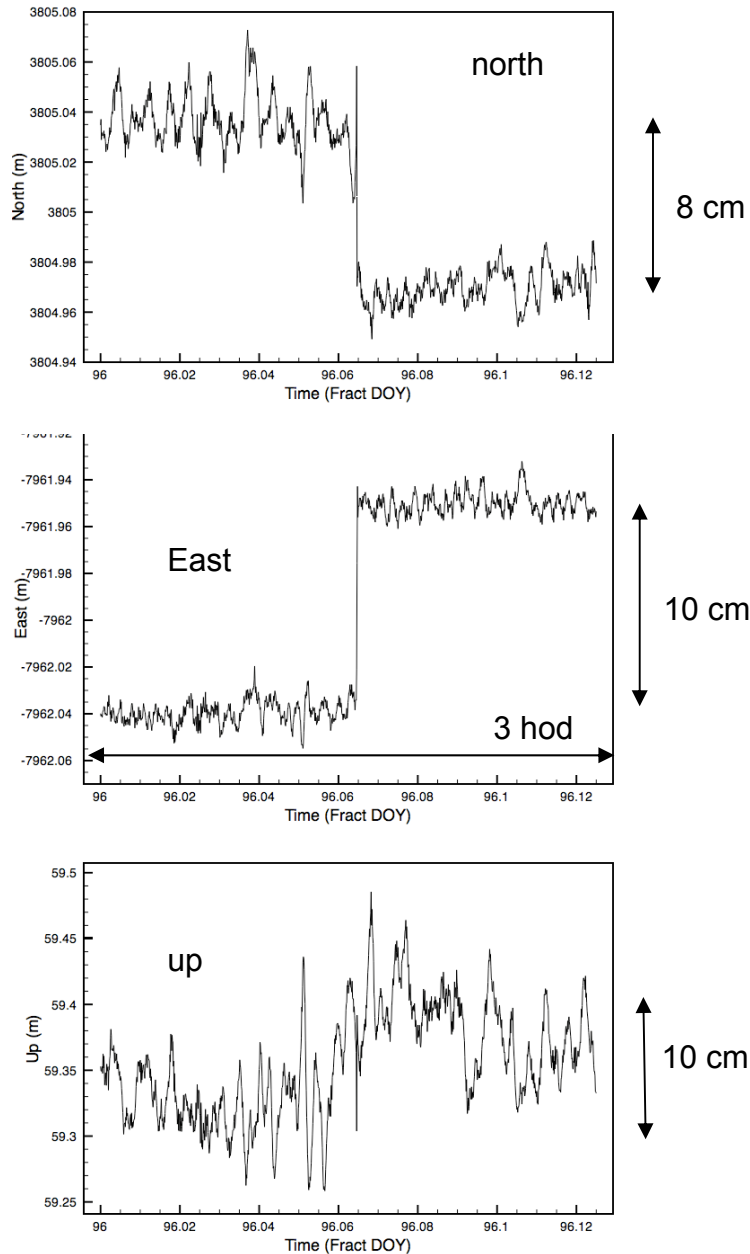 3805.08
3805.06
3805.04
3805.02
3805
3804.98
3804.96
3804.94
North (m)
north
8 cm
96 96.02 96.04 96.06 96.08 96.1 96.12
Time (Fract DOY)
-7961.92
-7961.94
-7961.96
-7961.98
-7962
-7962.02
-7962.04
-7962.06
East (m)
East
10 cm
3 hod
96 96.02 96.04 96.06 96.08 96.1 96.12
Time (Fract DOY)
59.5
59.45
59.4
59.35
59.3
59.25
Up (m)
up
10 cm
96 96.02 96.04 96.06 96.08 96.1 96.12
Time (Fract DOY)